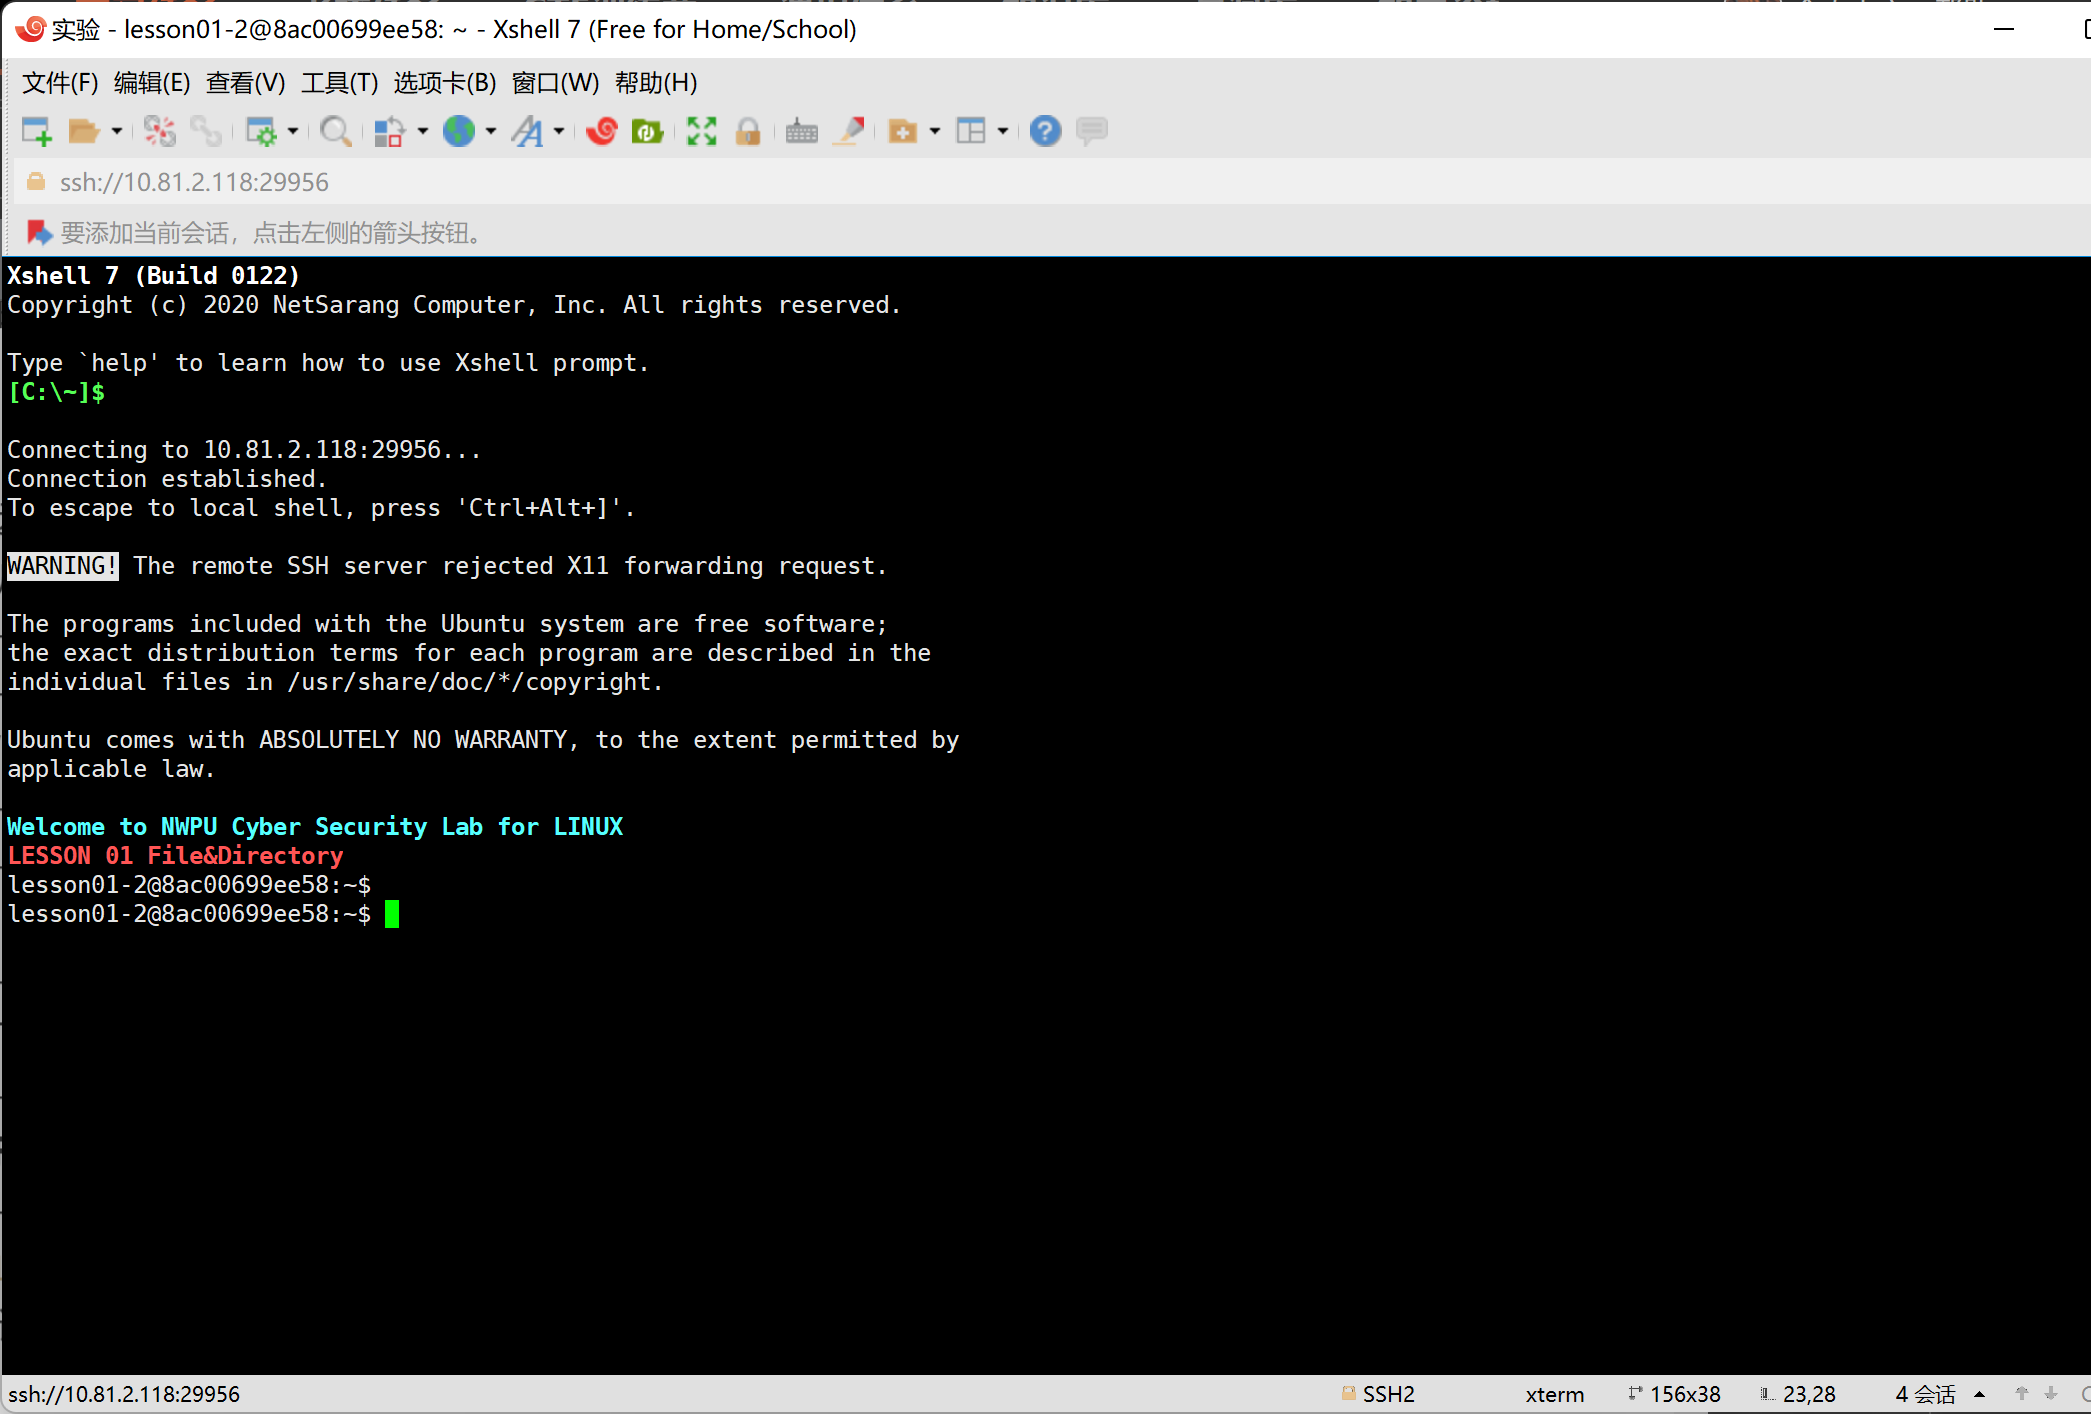 实验 - lesson01-2@8ac00699ee58: ~ - Xshell 7 (Free for Home/School)
文件(F) 编辑(E) 查看(V) 工具(T) 选项卡(B) 窗口(W) 帮助(H)
ssh://10.81.2.118:29956
要添加当前会话，点击左侧的箭头按钮。
Xshell 7 (Build 0122)
Copyright (c) 2020 NetSarang Computer, Inc. All rights reserved.
Type `help' to learn how to use Xshell prompt.
[C:\~]$
Connecting to 10.81.2.118:29956...
Connection established.
To escape to local shell, press 'Ctrl+Alt+]'.
WARNING! The remote SSH server rejected X11 forwarding request.
The programs included with the Ubuntu system are free software;
the exact distribution terms for each program are described in the
individual files in /usr/share/doc/*/copyright.
Ubuntu comes with ABSOLUTELY NO WARRANTY, to the extent permitted by
applicable law.
Welcome to NWPU Cyber Security Lab for LINUX
LESSON 01 File&Directory
lesson01-2@8ac00699ee58:~$
lesson01-2@8ac00699ee58:~$
ssh://10.81.2.118:29956 SSH2 xterm 156x38 23,28 4 会话